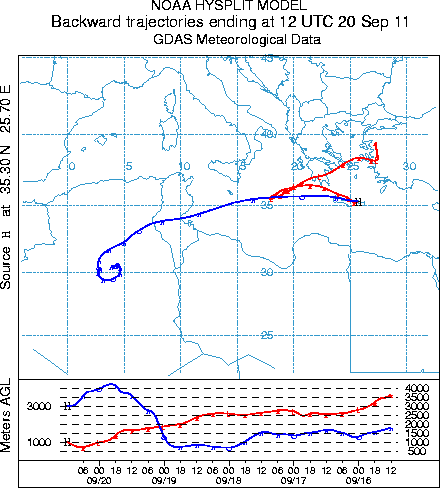 NOAA HYSPLIT MODEL
Backward trajectories ending at 12 UTC 20 Sep 11
GDAS Meteorological Data
Source at 35.30 N 25.70 E
45
0 5 10 15 20 25 30
35
30
25
Meters AGL
3000
1000
4000
3500
3000
2500
2000
1500
1000
500
06 00 18 12 06 00 18 12 06 00 18 12 06 00 18 12 06 00 18 12
09/20 09/19 09/18 09/17 09/16